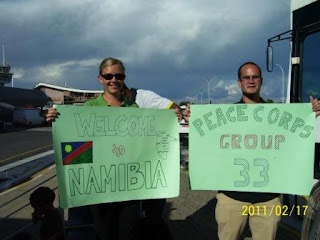 WELCOME
to
NAMIBIA
PEACE CORPS
GROUP
33
2011/02/17